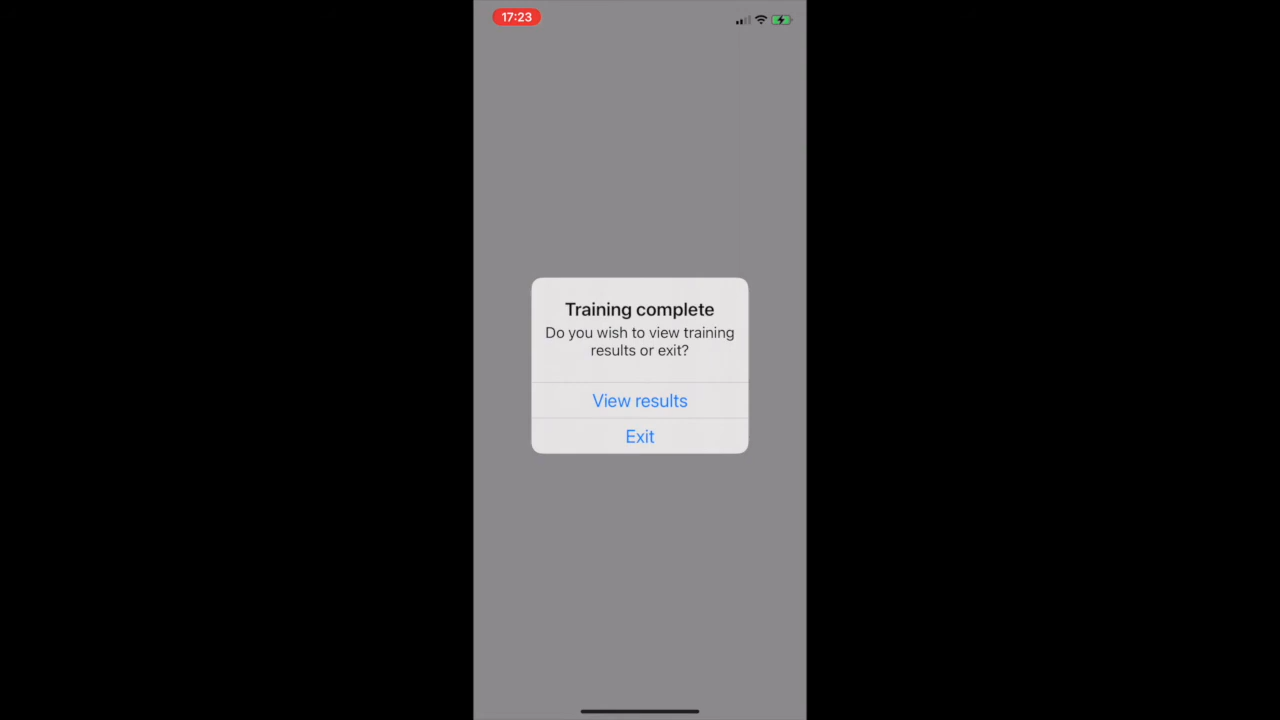 17:23
Training complete
Do you wish to view training
results or exit?
View results
Exit